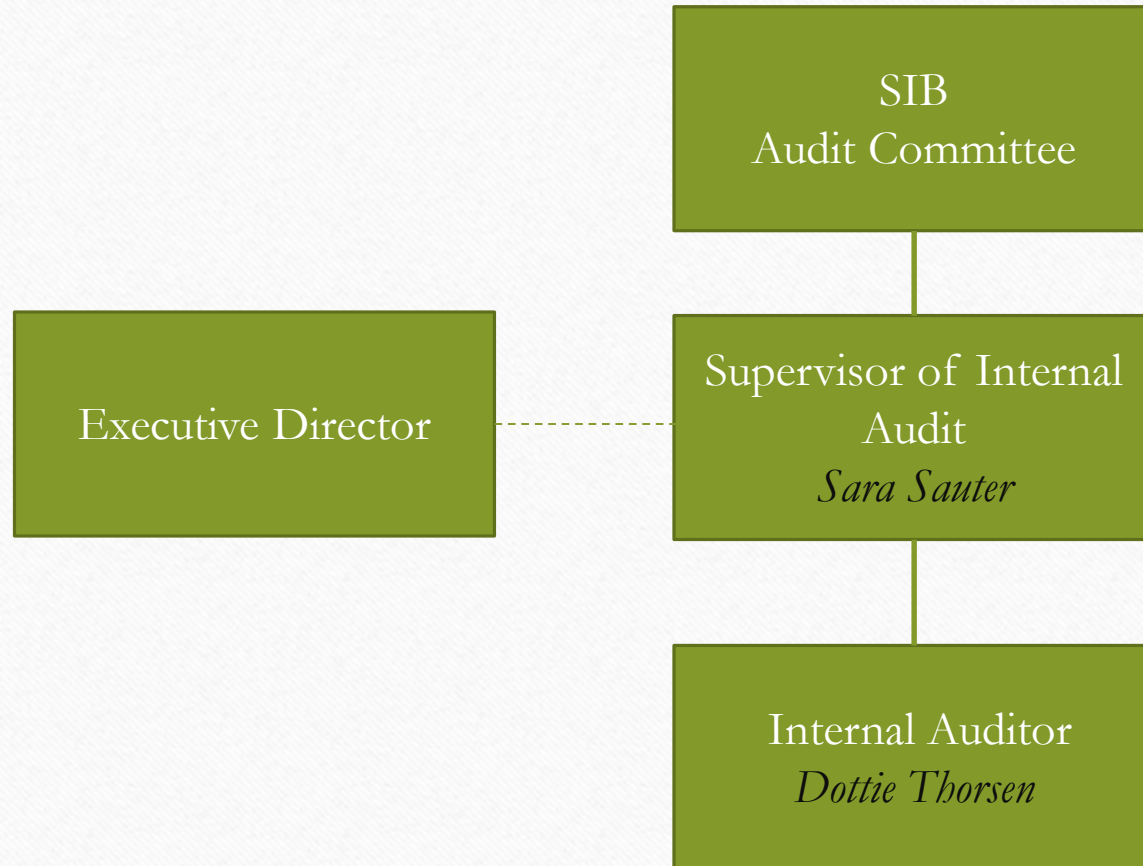 SIB
Audit Committee
Executive Director
Supervisor of Internal
Audit
Sara Sauter
Internal Auditor
Dottie Thorsen